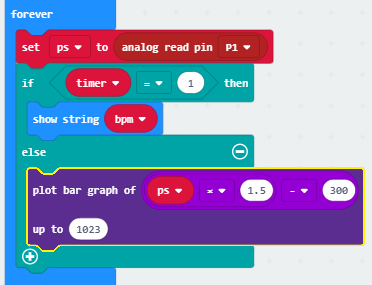 forever
set ps to analog read pin P1
if timer = 1 then
show string bpm
else
plot bar graph of ps × 1.5 - 300
up to 1023